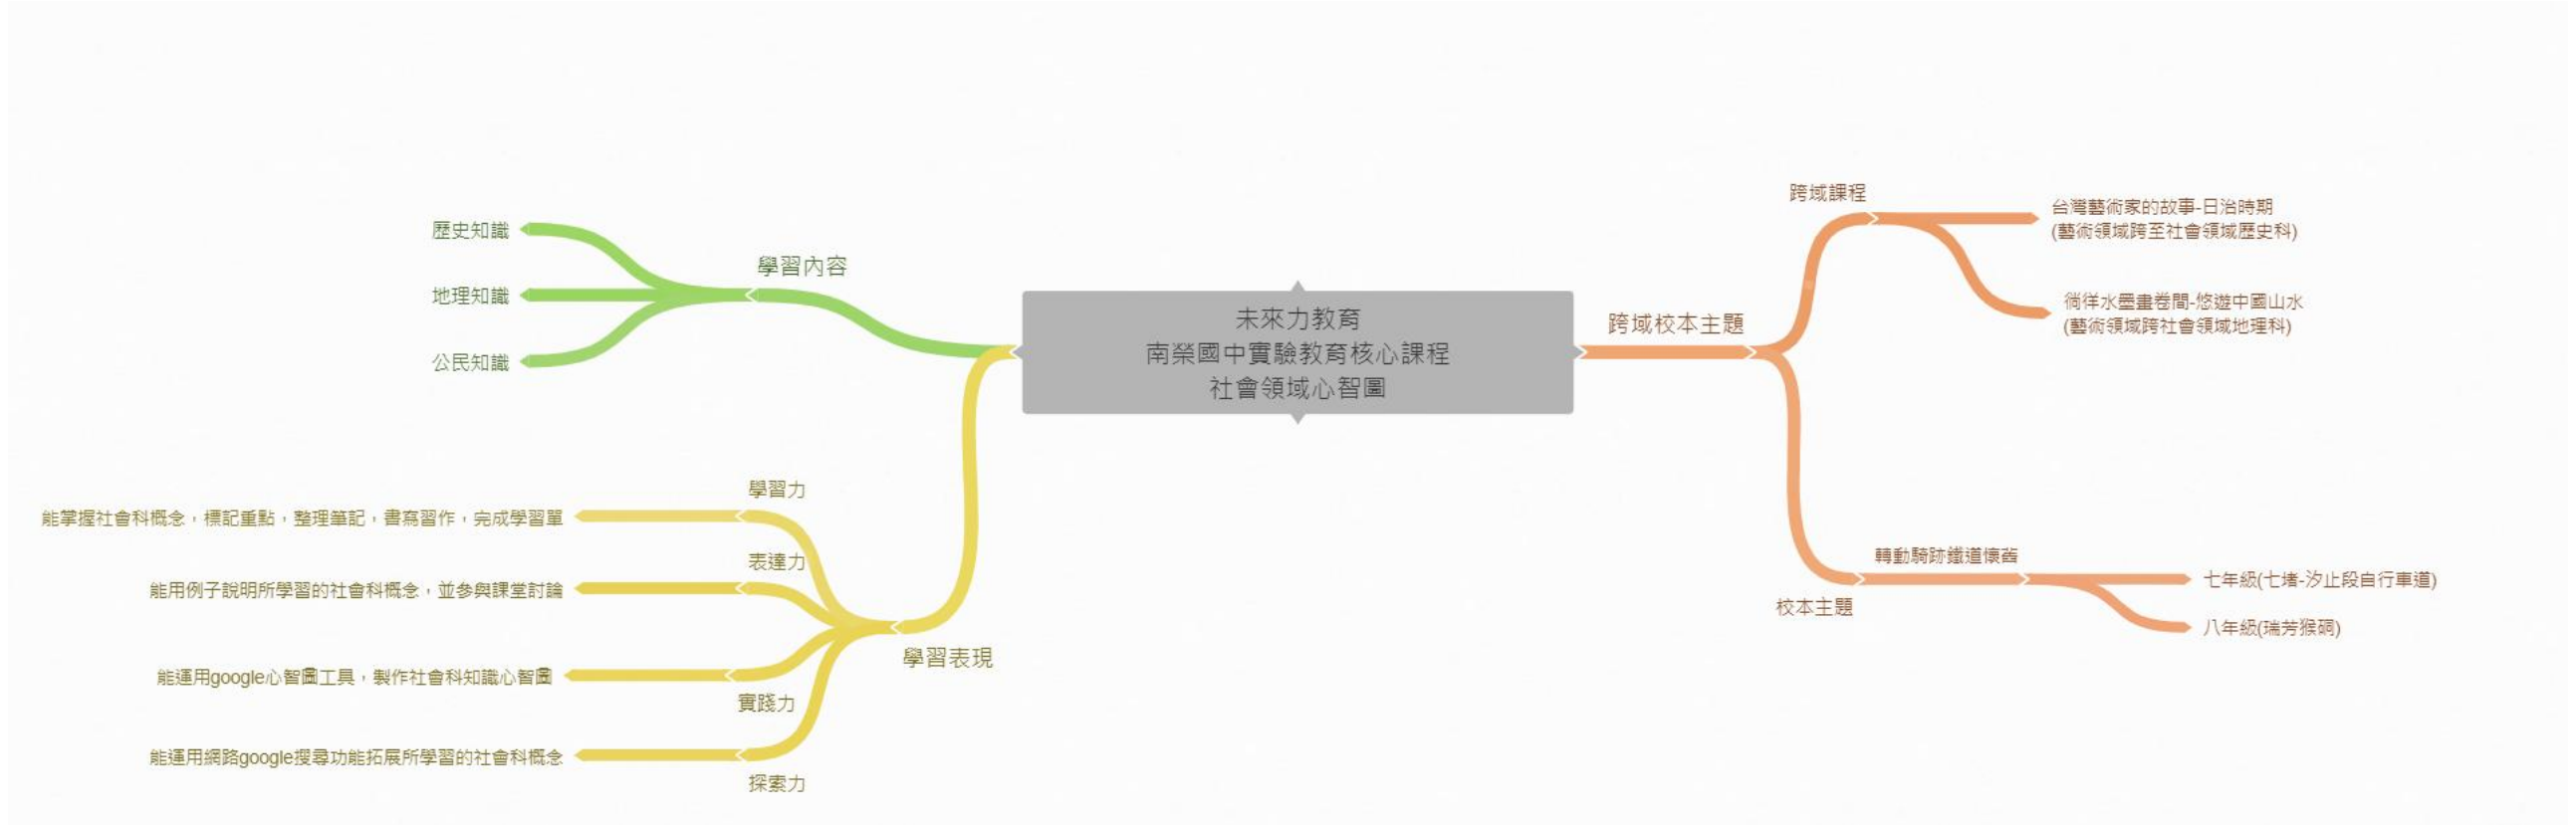 未來力教育
南榮國中實驗教育核心課程
社會領域心智圖
學習內容
歷史知識
地理知識
公民知識
學習表現
學習力
能掌握社會科概念，標記重點，整理筆記，書寫習作，完成學習單
表達力
能用例子說明所學習的社會科概念，並參與課堂討論
能運用google心智圖工具，製作社會科知識心智圖
實踐力
能運用網路google搜尋功能拓展所學習的社會科概念
探索力
跨域校本主題
跨域課程
台灣藝術家的故事-日治時期
(藝術領域跨至社會領域歷史科)
徜徉水墨畫卷間-悠遊中國山水
(藝術領域跨社會領域地理科)
校本主題
轉動騎跡鐵道懷舊
七年級(七堵-汐止段自行車道)
八年級(瑞芳猴硐)